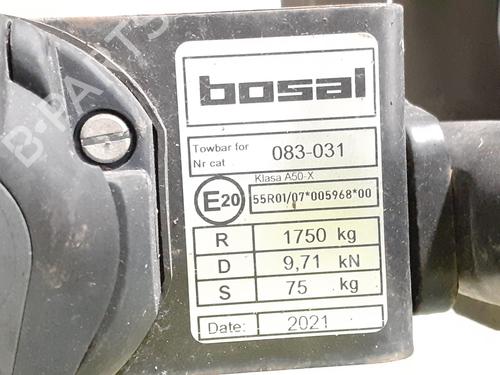 bosal
Towbar for
Nr cat
083-031
Klasa A50-X
E20
55R01/07*005968*00
R 1750 kg
D 9,71 kN
S 75 kg
Date: 2021
B-PARTS